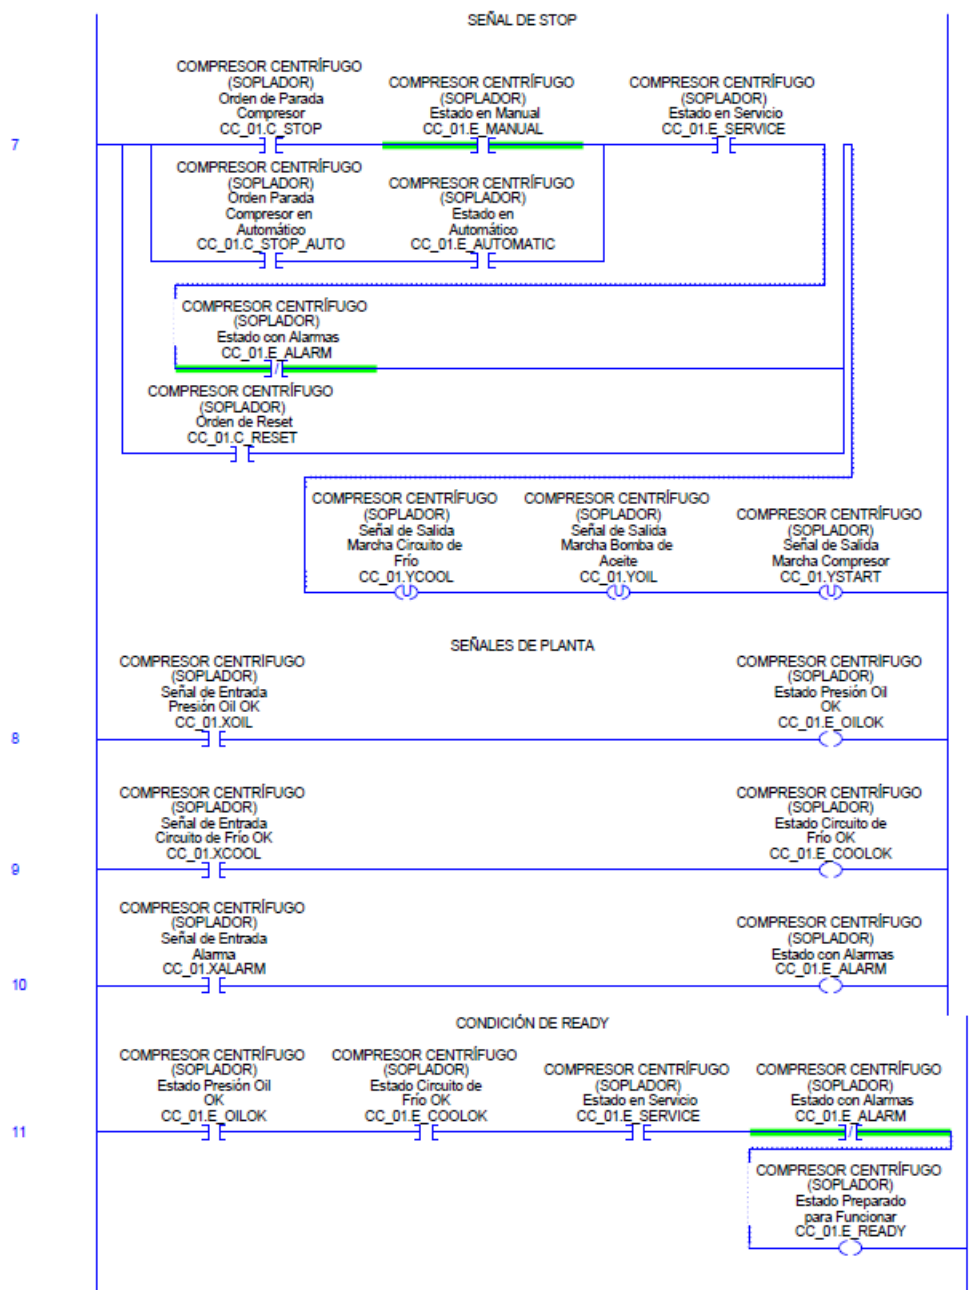 SEÑAL DE STOP
COMPRESOR CENTRÍFUGO
(SOPLADOR)
Orden de Parada
Compresor
CC_01.C_STOP
COMPRESOR CENTRÍFUGO
(SOPLADOR)
Estado en Manual
CC_01.E_MANUAL
COMPRESOR CENTRÍFUGO
(SOPLADOR)
Estado en Servicio
CC_01.E_SERVICE
7
COMPRESOR CENTRÍFUGO
(SOPLADOR)
Orden Parada
Compresor en
Automático
CC_01.C_STOP_AUTO
COMPRESOR CENTRÍFUGO
(SOPLADOR)
Estado en
Automático
CC_01.E_AUTOMATIC
COMPRESOR CENTRÍFUGO
(SOPLADOR)
Estado con Alarmas
CC_01.E_ALARM
COMPRESOR CENTRÍFUGO
(SOPLADOR)
Orden de Reset
CC_01.C_RESET
COMPRESOR CENTRÍFUGO
(SOPLADOR)
Señal de Salida
Marcha Circuito de
Frío
CC_01.YCOOL
COMPRESOR CENTRÍFUGO
(SOPLADOR)
Señal de Salida
Marcha Bomba de
Aceite
CC_01.YOIL
COMPRESOR CENTRÍFUGO
(SOPLADOR)
Señal de Salida
Marcha Compresor
CC_01.YSTART
U
U
U
SEÑALES DE PLANTA
COMPRESOR CENTRÍFUGO
(SOPLADOR)
Señal de Entrada
Presión Oil OK
CC_01.XOIL
COMPRESOR CENTRÍFUGO
(SOPLADOR)
Estado Presión Oil
OK
CC_01.E_OILOK
8
COMPRESOR CENTRÍFUGO
(SOPLADOR)
Señal de Entrada
Circuito de Frío OK
CC_01.XCOOL
COMPRESOR CENTRÍFUGO
(SOPLADOR)
Estado Circuito de
Frío OK
CC_01.E_COOLOK
9
COMPRESOR CENTRÍFUGO
(SOPLADOR)
Señal de Entrada
Alarma
CC_01.XALARM
COMPRESOR CENTRÍFUGO
(SOPLADOR)
Estado con Alarmas
CC_01.E_ALARM
10
CONDICIÓN DE READY
COMPRESOR CENTRÍFUGO
(SOPLADOR)
Estado Presión Oil
OK
CC_01.E_OILOK
COMPRESOR CENTRÍFUGO
(SOPLADOR)
Estado Circuito de
Frío OK
CC_01.E_COOLOK
COMPRESOR CENTRÍFUGO
(SOPLADOR)
Estado en Servicio
CC_01.E_SERVICE
COMPRESOR CENTRÍFUGO
(SOPLADOR)
Estado con Alarmas
CC_01.E_ALARM
11
COMPRESOR CENTRÍFUGO
(SOPLADOR)
Estado Preparado
para Funcionar
CC_01.E_READY